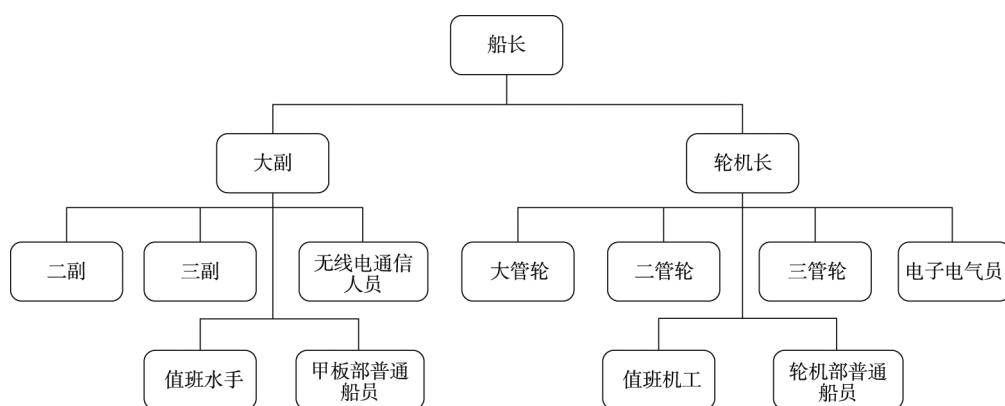 船长
大副
轮机长
二副
三副
无线电通信
人员
大管轮
二管轮
三管轮
电子电气员
值班水手
甲板部普通
船员
值班机工
轮机部普通
船员